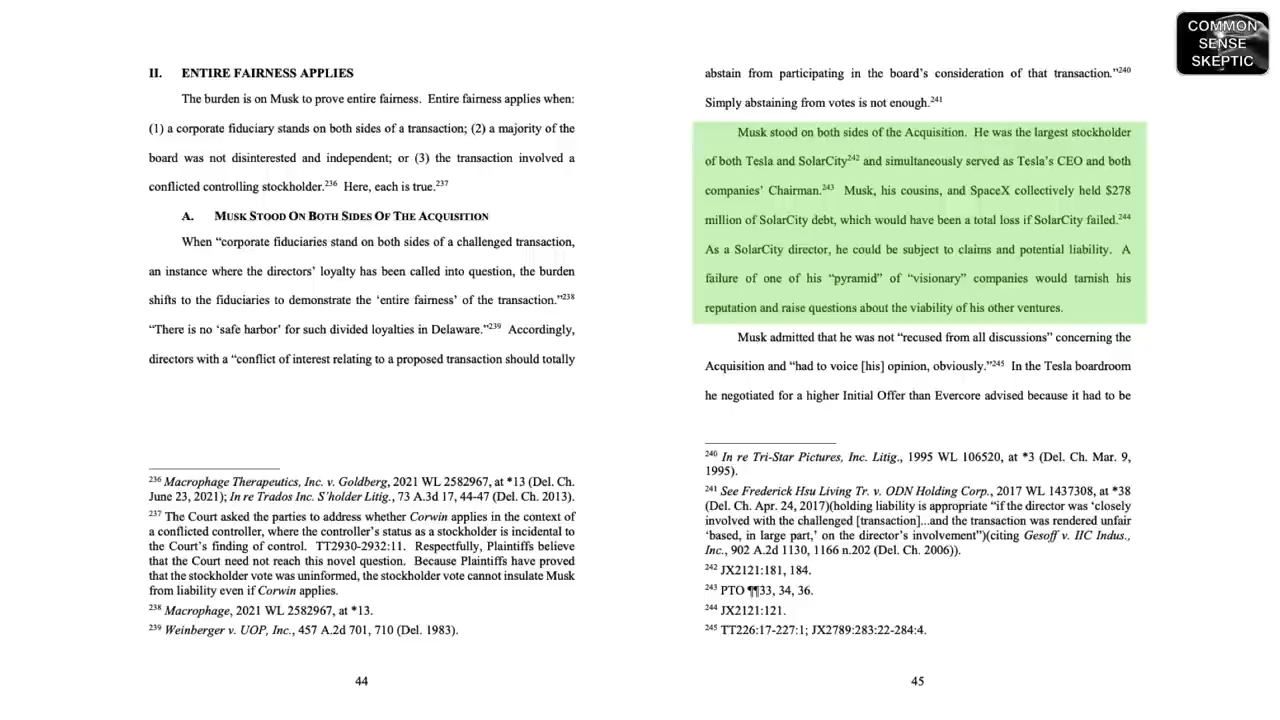 COMMON
SENSE
SKEPTIC
II. ENTIRE FAIRNESS APPLIES
The burden is on Musk to prove entire fairness. Entire fairness applies when:
(1) a corporate fiduciary stands on both sides of a transaction; (2) a majority of the
board was not disinterested and independent; or (3) the transaction involved a
conflicted controlling stockholder.236 Here, each is true.237
A. MUSK STOOD ON BOTH SIDES OF THE ACQUISITION
When “corporate fiduciaries stand on both sides of a challenged transaction,
an instance where the directors’ loyalty has been called into question, the burden
shifts to the fiduciaries to demonstrate the ‘entire fairness’ of the transaction.”238
“There is no ‘safe harbor’ for such divided loyalties in Delaware.”239 Accordingly,
directors with a “conflict of interest relating to a proposed transaction should totally
236 Macrophage Therapeutics, Inc. v. Goldberg, 2021 WL 2582967, at *13 (Del. Ch.
June 23, 2021); In re Trados Inc. S’holder Litig., 73 A.3d 17, 44-47 (Del. Ch. 2013).
237 The Court asked the parties to address whether Corwin applies in the context of
a conflicted controller, where the controller’s status as a stockholder is incidental to
the Court’s finding of control. TT2930-2932:11. Respectfully, Plaintiffs believe
that the Court need not reach this novel question. Because Plaintiffs have proved
that the stockholder vote was uninformed, the stockholder vote cannot insulate Musk
from liability even if Corwin applies.
238 Macrophage, 2021 WL 2582967, at *13.
239 Weinberger v. UOP, Inc., 457 A.2d 701, 710 (Del. 1983).
44
abstain from participating in the board’s consideration of that transaction.”240
Simply abstaining from votes is not enough.241
Musk stood on both sides of the Acquisition. He was the largest stockholder
of both Tesla and SolarCity242 and simultaneously served as Tesla’s CEO and both
companies’ Chairman.243 Musk, his cousins, and SpaceX collectively held $278
million of SolarCity debt, which would have been a total loss if SolarCity failed.244
As a SolarCity director, he could be subject to claims and potential liability. A
failure of one of his “pyramid” of “visionary” companies would tarnish his
reputation and raise questions about the viability of his other ventures.
Musk admitted that he was not “recused from all discussions” concerning the
Acquisition and “had to voice [his] opinion, obviously.”245 In the Tesla boardroom
he negotiated for a higher Initial Offer than Evercore advised because it had to be
240 In re Tri-Star Pictures, Inc. Litig., 1995 WL 106520, at *3 (Del. Ch. Mar. 9,
1995).
241 See Frederick Hsu Living Tr. v. ODN Holding Corp., 2017 WL 1437308, at *38
(Del. Ch. Apr. 24, 2017)(holding liability is appropriate “if the director was ‘closely
involved with the challenged [transaction]...and the transaction was rendered unfair
‘based, in large part,’ on the director’s involvement”)(citing Gesoff v. IIC Indus.,
Inc., 902 A.2d 1130, 1166 n.202 (Del. Ch. 2006)).
242 JX2121:181, 184.
243 PTO ¶¶33, 34, 36.
244 JX2121:121.
245 TT226:17-227:1; JX2789:283:22-284:4.
45